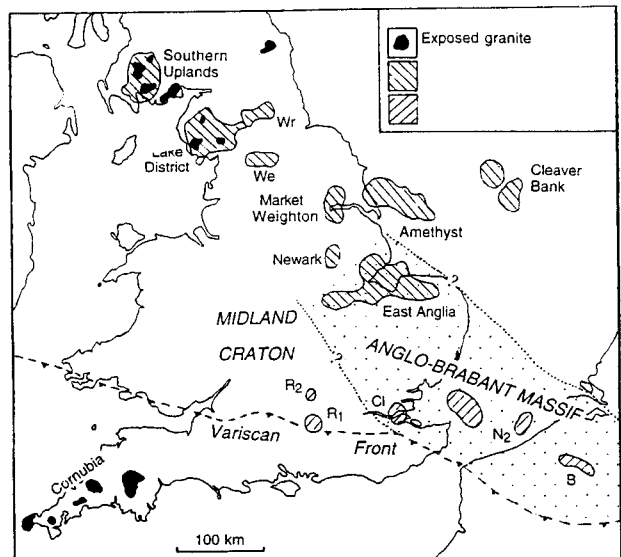 Exposed granite
Southern
Uplands
Wr
Lake
District
We
Cleaver
Bank
Market
Weighton
Amethyst
Newark
?
East Anglia
MIDLAND
CRATON
?
ANGLO-BRABANT MASSIF
R2
R1
Cl
N2
B
Variscan
Front
Cornubia
100 km